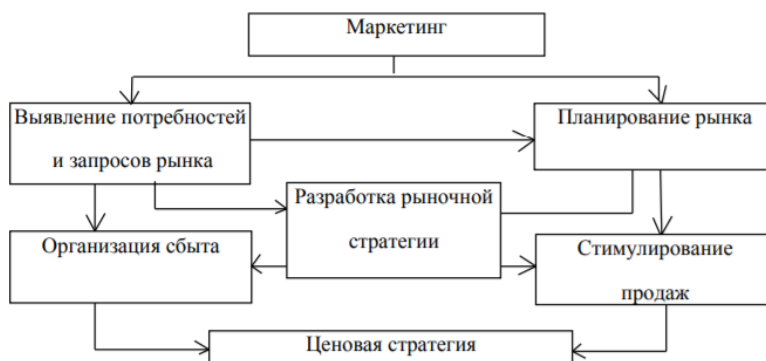 Маркетинг
Выявление потребностей
и запросов рынка
Планирование рынка
Разработка рыночной
стратегии
Организация сбыта
Стимулирование
продаж
Ценовая стратегия